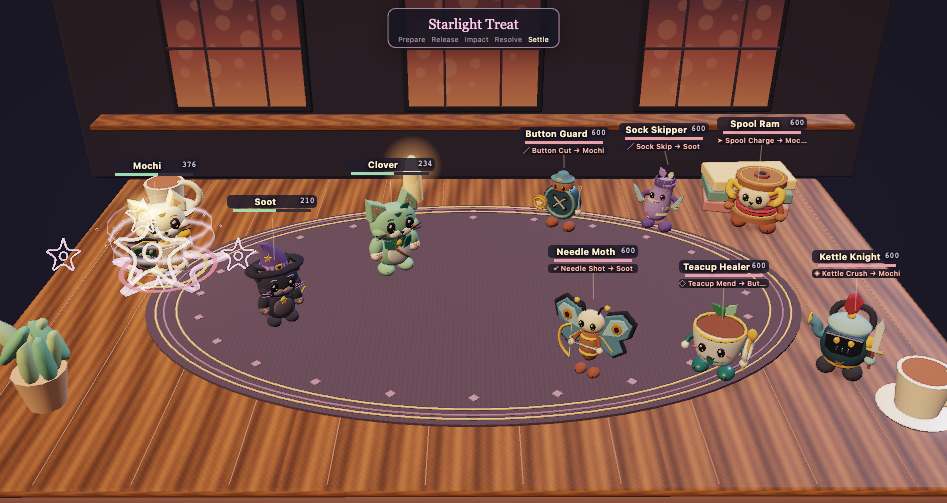 Starlight Treat
Prepare Release Impact Resolve Settle
Button Guard 600
Button Cut → Mochi
Sock Skipper 600
Sock Skip → Soot
Spool Ram 600
Spool Charge → Moc...
Mochi 376
Clover 234
Soot 210
Needle Moth 600
Needle Shot → Soot
Teacup Healer 600
Teacup Mend → But...
Kettle Knight 600
Kettle Crush → Mochi